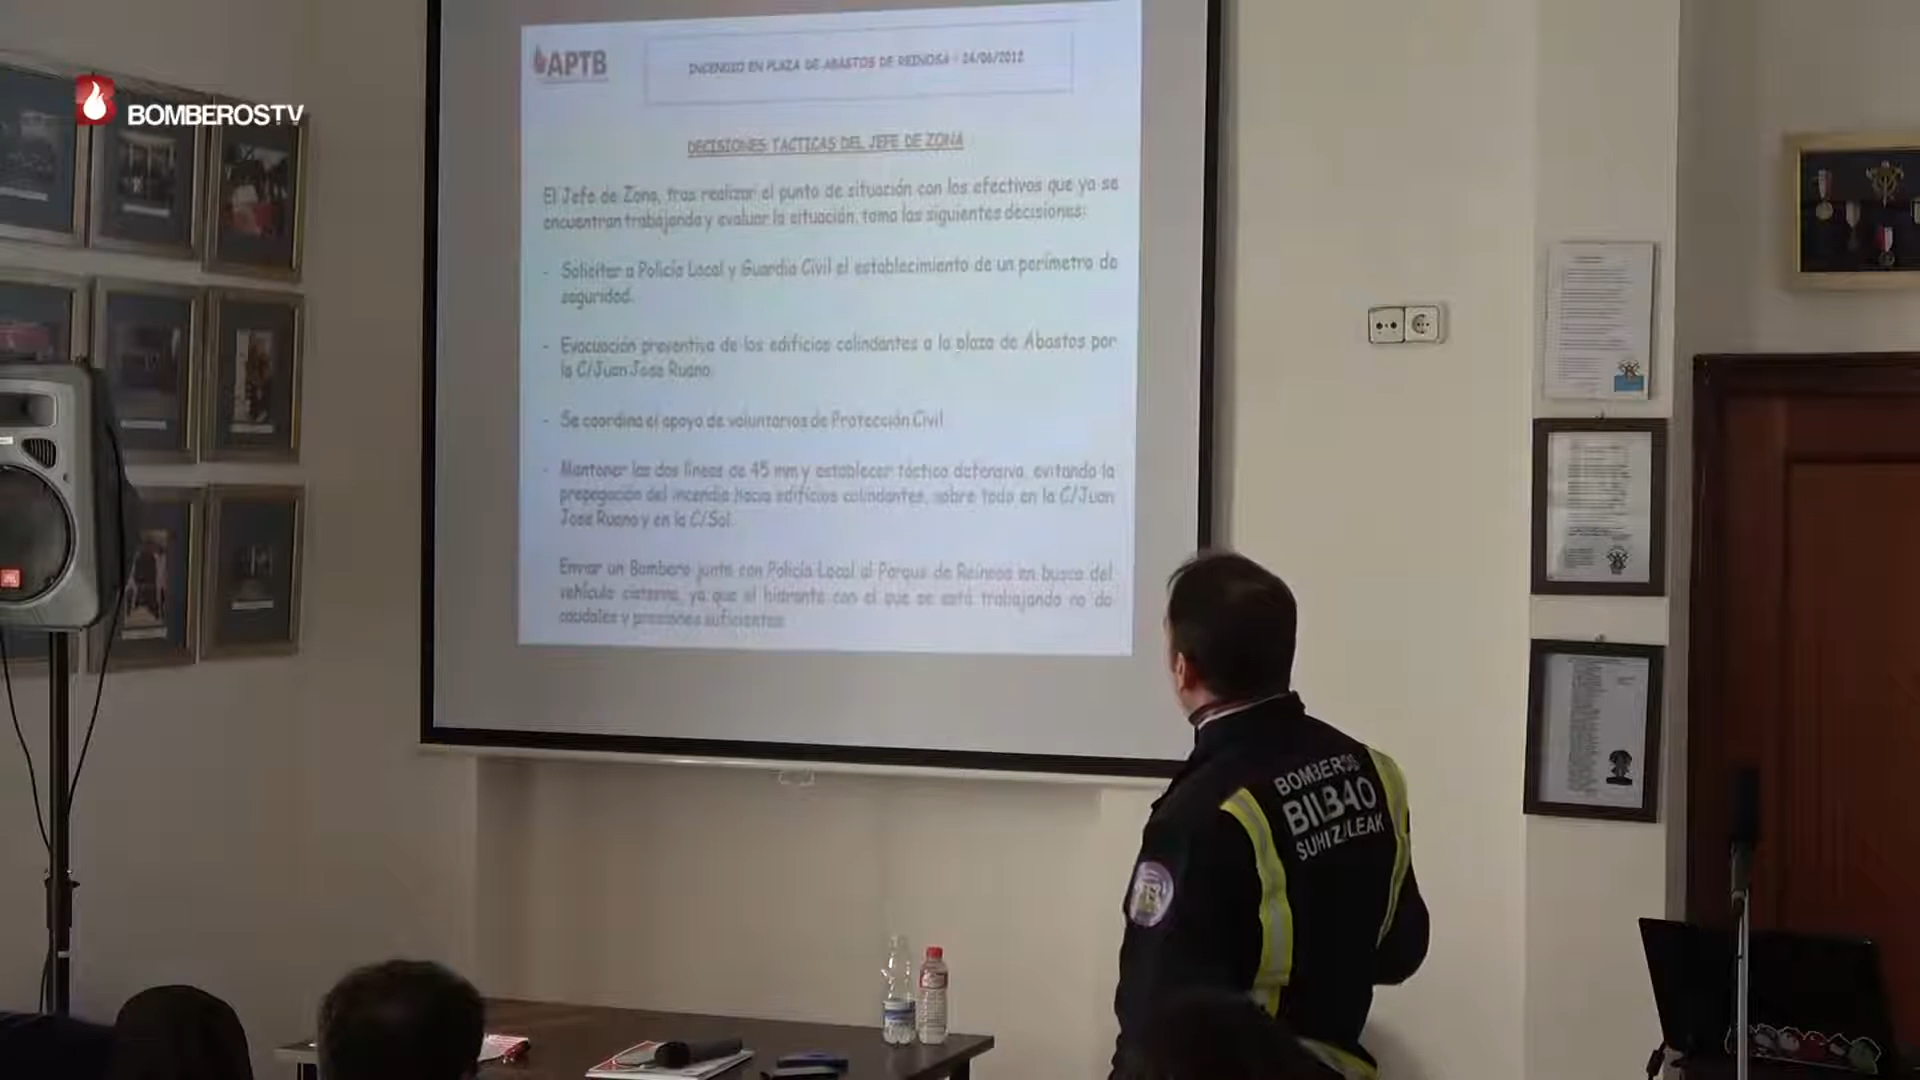 BOMBEROSTV
APTB
INCENDIO EN PLAZA DE ABASTOS DE REINOSA - 24/06/2012
DECISIONES TACTICAS DEL JEFE DE ZONA
El Jefe de Zona, tras realizar el punto de situación con los efectivos que ya se
encuentran trabajando y evaluar la situación, toma las siguientes decisiones:
- Solicitar a Policía Local y Guardia Civil el establecimiento de un perímetro de
seguridad.
- Evacuación preventiva de los edificios colindantes a la plaza de Abastos por
la C/Juan Jose Ruano.
- Se coordina el apoyo de voluntarios de Protección Civil
- Mantener las dos líneas de 45 mm y establecer táctica defensiva, evitando la
propagación del incendio hacia edificios colindantes, sobre todo en la C/Juan
Jose Ruano y en la C/Sol.
Enviar un Bombero junto con Policía Local al Parque de Reinosa en busca del
vehículo cisterna, ya que el hidrante con el que se está trabajando no da
caudales y presiones suficientes.
BOMBEROS
BILBAO
SUHILTZAILEAK
JBL